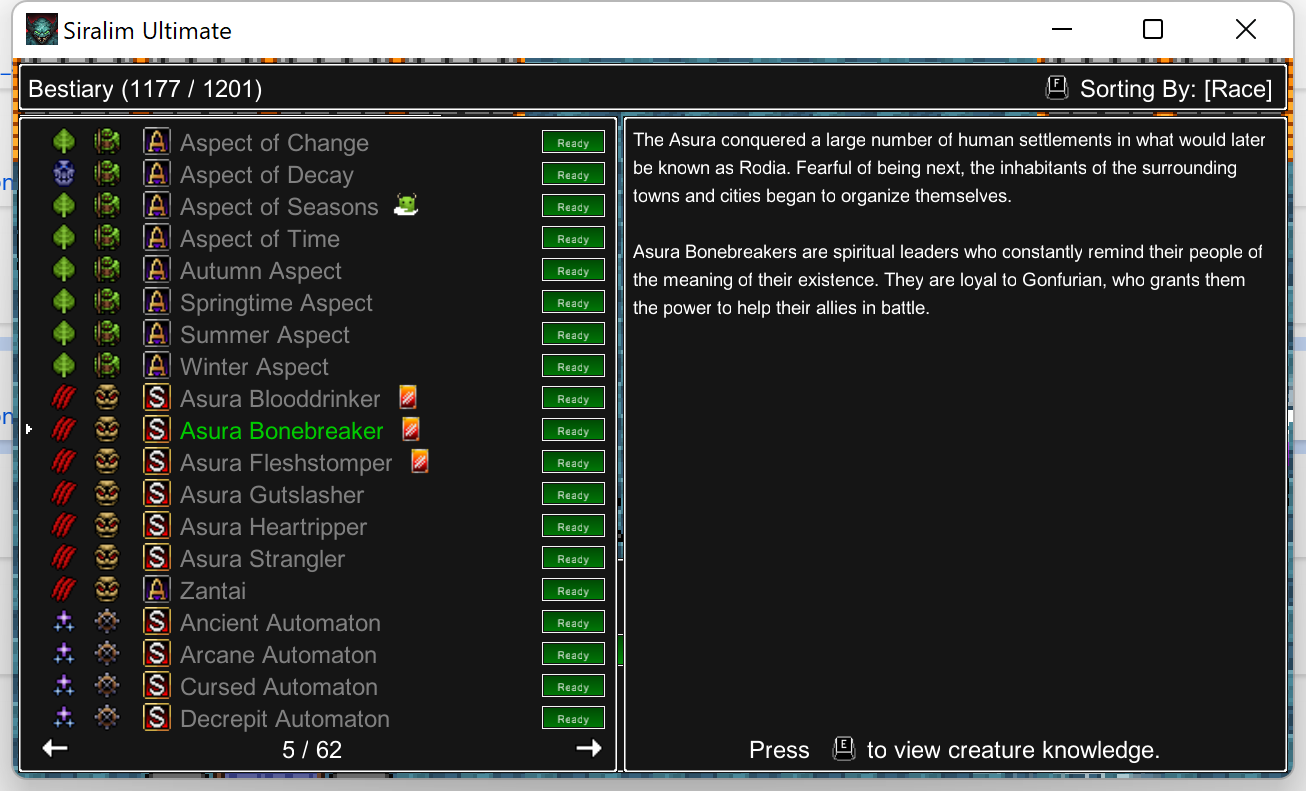 Siralim Ultimate
Bestiary (1177 / 1201)
F Sorting By: [Race]
A Aspect of Change Ready
A Aspect of Decay Ready
A Aspect of Seasons Ready
A Aspect of Time Ready
A Autumn Aspect Ready
A Springtime Aspect Ready
A Summer Aspect Ready
A Winter Aspect Ready
S Asura Blooddrinker Ready
S Asura Bonebreaker Ready
S Asura Fleshstomper Ready
S Asura Gutslasher Ready
S Asura Heartripper Ready
S Asura Strangler Ready
A Zantai Ready
S Ancient Automaton Ready
S Arcane Automaton Ready
S Cursed Automaton Ready
S Decrepit Automaton Ready
5 / 62
The Asura conquered a large number of human settlements in what would later
be known as Rodia. Fearful of being next, the inhabitants of the surrounding
towns and cities began to organize themselves.
Asura Bonebreakers are spiritual leaders who constantly remind their people of
the meaning of their existence. They are loyal to Gonfurian, who grants them
the power to help their allies in battle.
Press E to view creature knowledge.